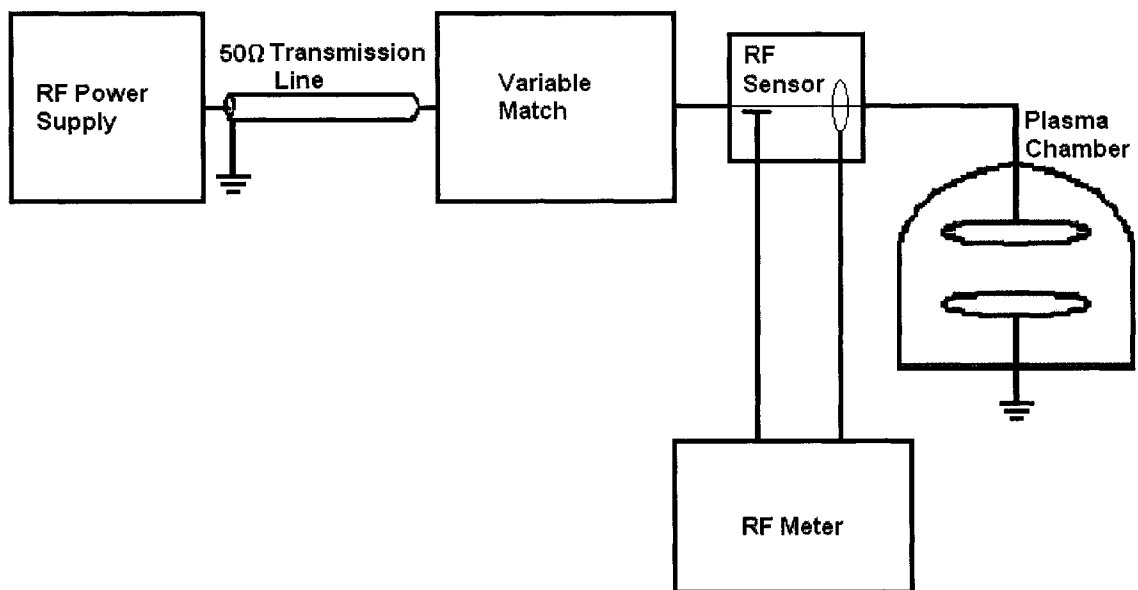 RF Power
Supply
50Ω Transmission
Line
Variable
Match
RF
Sensor
Plasma
Chamber
RF Meter